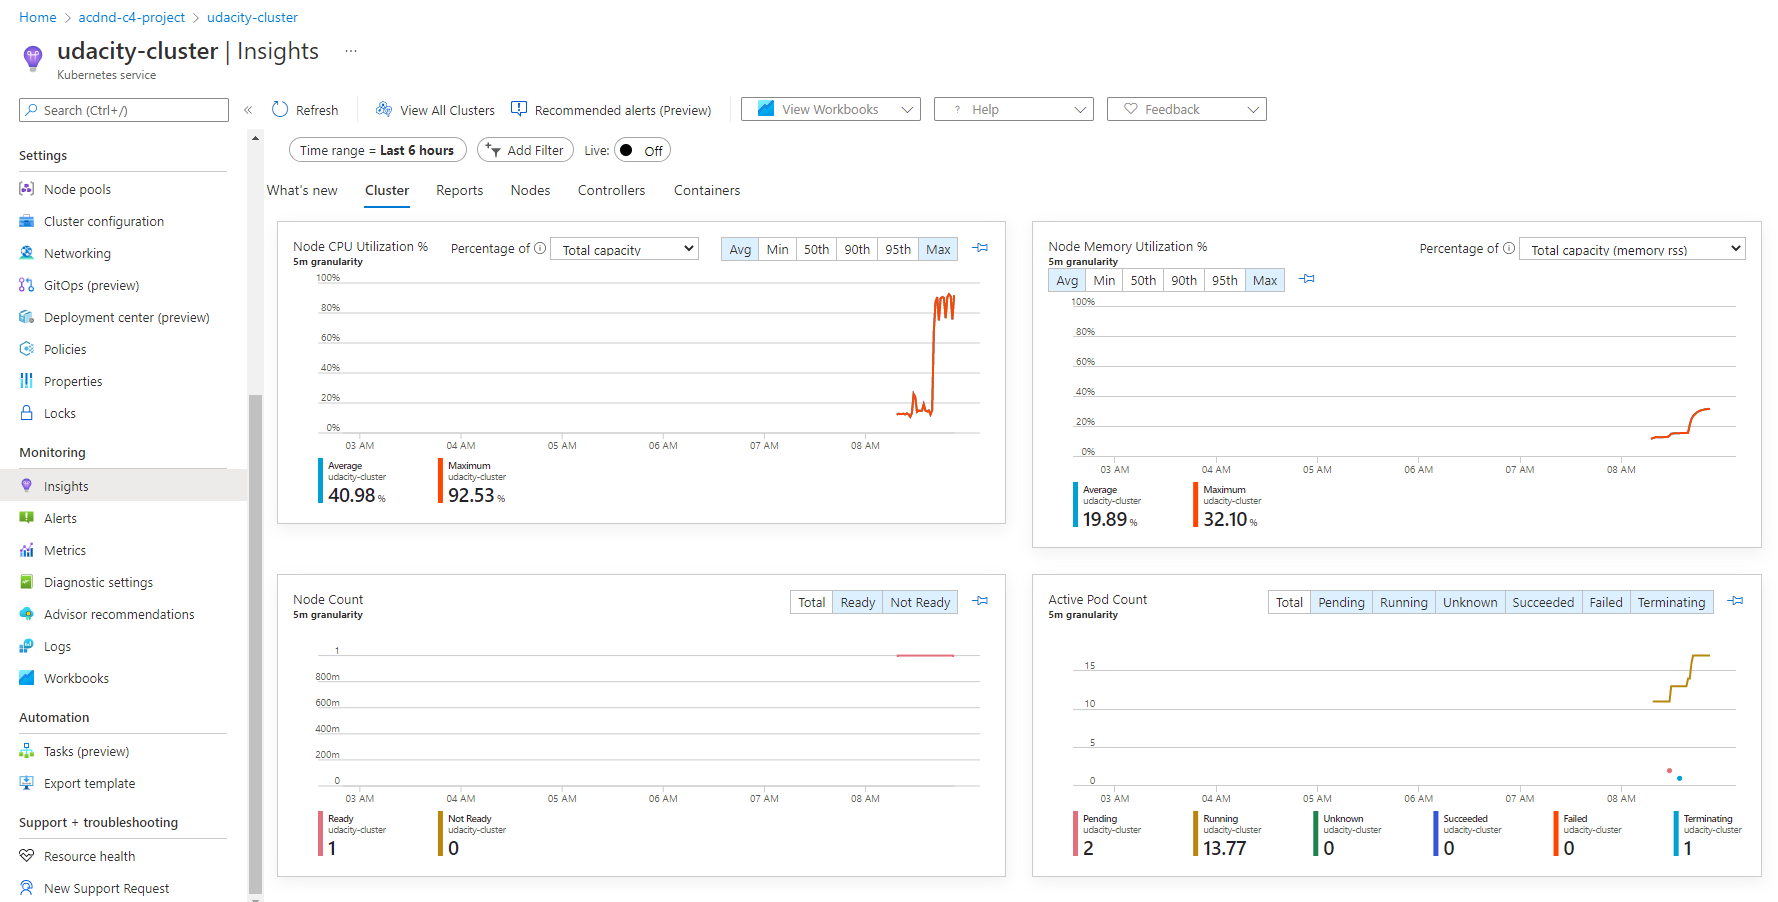 Home > acdnd-c4-project > udacity-cluster
udacity-cluster | Insights ...
Kubernetes service
Search (Ctrl+/)
«
Refresh
View All Clusters
Recommended alerts (Preview)
View Workbooks
? Help
Feedback
Time range = Last 6 hours
Add Filter
Live: Off
What's new
Cluster
Reports
Nodes
Controllers
Containers
Settings
Node pools
Cluster configuration
Networking
GitOps (preview)
Deployment center (preview)
Policies
Properties
Locks
Monitoring
Insights
Alerts
Metrics
Diagnostic settings
Advisor recommendations
Logs
Workbooks
Automation
Tasks (preview)
Export template
Support + troubleshooting
Resource health
New Support Request
Node CPU Utilization %
5m granularity
Percentage of Total capacity
Avg Min 50th 90th 95th Max
100%
80%
60%
40%
20%
0%
03 AM 04 AM 05 AM 06 AM 07 AM 08 AM
Average
udacity-cluster
40.98 %
Maximum
udacity-cluster
92.53 %
Node Memory Utilization %
5m granularity
Percentage of Total capacity (memory rss)
Avg Min 50th 90th 95th Max
100%
80%
60%
40%
20%
0%
03 AM 04 AM 05 AM 06 AM 07 AM 08 AM
Average
udacity-cluster
19.89 %
Maximum
udacity-cluster
32.10 %
Node Count
5m granularity
Total Ready Not Ready
1
800m
600m
400m
200m
0
03 AM 04 AM 05 AM 06 AM 07 AM 08 AM
Ready
udacity-cluster
1
Not Ready
udacity-cluster
0
Active Pod Count
5m granularity
Total Pending Running Unknown Succeeded Failed Terminating
15
10
5
0
03 AM 04 AM 05 AM 06 AM 07 AM 08 AM
Pending
udacity-cluster
2
Running
udacity-cluster
13.77
Unknown
udacity-cluster
0
Succeeded
udacity-cluster
0
Failed
udacity-cluster
0
Terminating
udacity-cluster
1